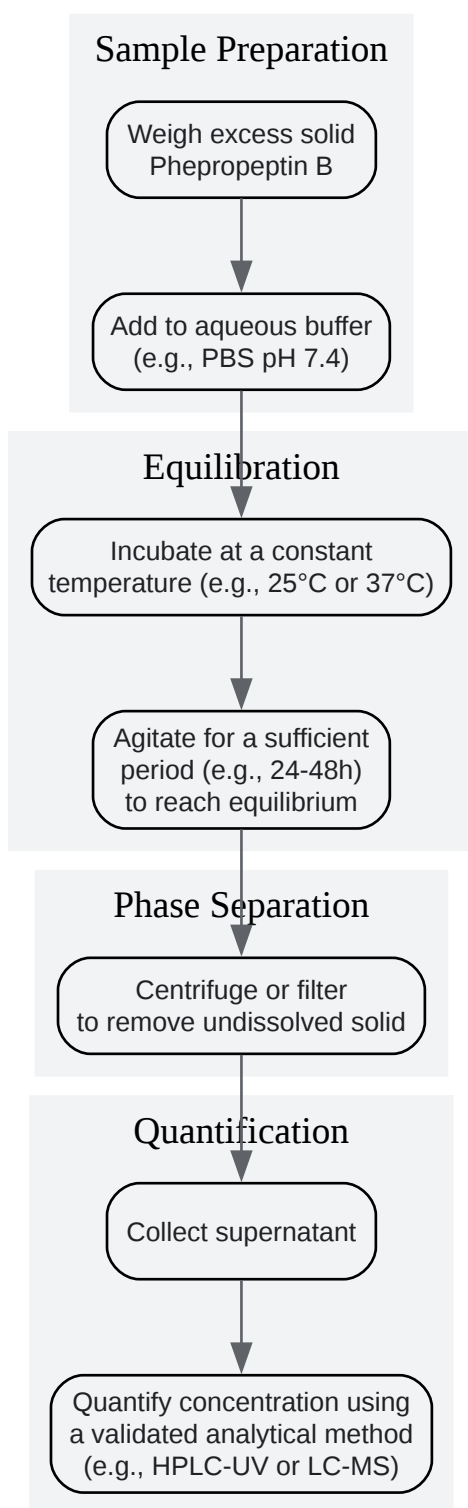 Sample Preparation
Weigh excess solid
Phepropeptin B
Add to aqueous buffer
(e.g., PBS pH 7.4)
Equilibration
Incubate at a constant
temperature (e.g., 25°C or 37°C)
Agitate for a sufficient
period (e.g., 24-48h)
to reach equilibrium
Phase Separation
Centrifuge or filter
to remove undissolved solid
Quantification
Collect supernatant
Quantify concentration using
a validated analytical method
(e.g., HPLC-UV or LC-MS)